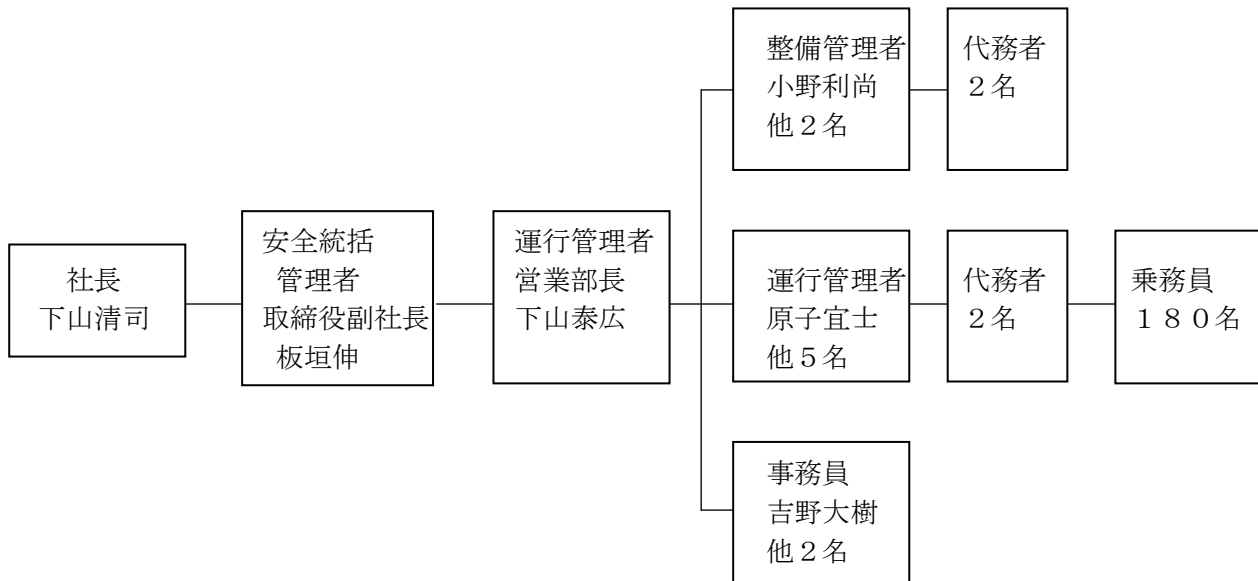 整備管理者
小野利尚
他２名
代務者
２名
社長
下山清司
安全統括
管理者
取締役副社長
板垣伸
運行管理者
営業部長
下山泰広
運行管理者
原子宜士
他５名
代務者
２名
乗務員
１８０名
事務員
吉野大樹
他２名